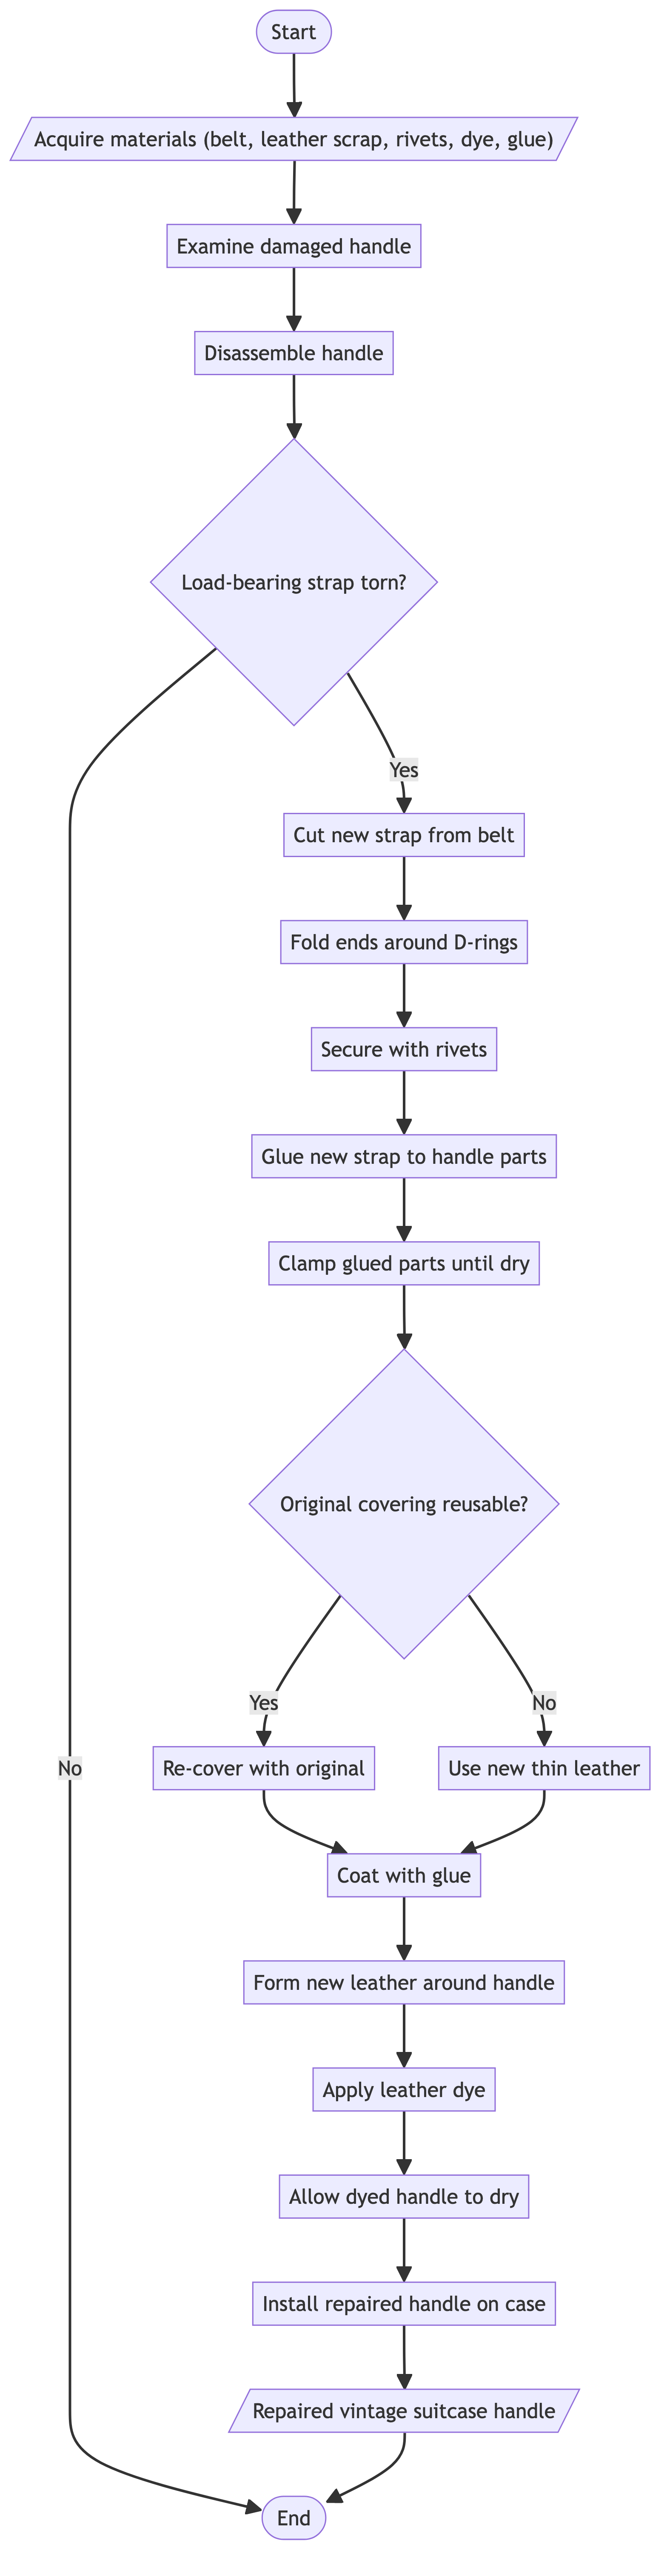 Start
Acquire materials (belt, leather scrap, rivets, dye, glue)
Examine damaged handle
Disassemble handle
Load-bearing strap torn?
Yes
Cut new strap from belt
Fold ends around D-rings
Secure with rivets
Glue new strap to handle parts
Clamp glued parts until dry
Original covering reusable?
Yes
No
Re-cover with original
Use new thin leather
No
Coat with glue
Form new leather around handle
Apply leather dye
Allow dyed handle to dry
Install repaired handle on case
Repaired vintage suitcase handle
End